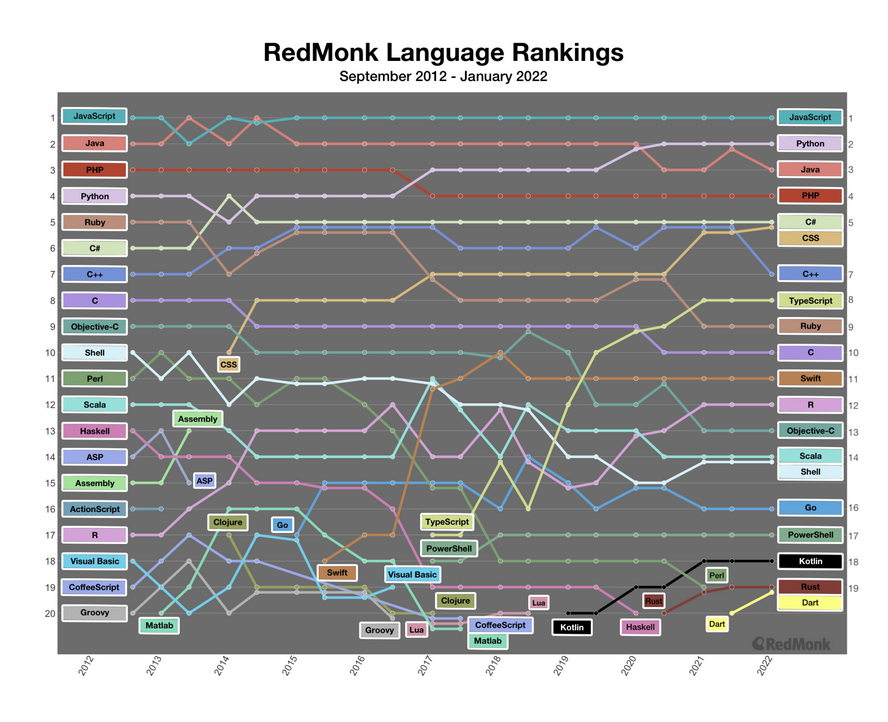 RedMonk Language Rankings
September 2012 - January 2022
1 JavaScript JavaScript 1
2 Java Python 2
3 PHP Java 3
4 Python PHP 4
5 Ruby C# 5
CSS
6 C#
7 C++ C++ 7
8 C TypeScript 8
9 Objective-C Ruby 9
10 Shell C 10
CSS
11 Perl Swift 11
12 Scala R 12
Assembly
13 Haskell Objective-C 13
14 ASP Scala 14
Shell
15 Assembly ASP
16 ActionScript Go 16
Clojure Go TypeScript
17 R PowerShell 17
PowerShell
18 Visual Basic Kotlin 18
Swift Visual Basic Perl
19 CoffeeScript Rust 19
Clojure Lua Rust Dart
20 Groovy
Matlab Groovy Lua CoffeeScript Kotlin Haskell Dart
Matlab
RedMonk
2012 2013 2014 2015 2016 2017 2018 2019 2020 2021 2022